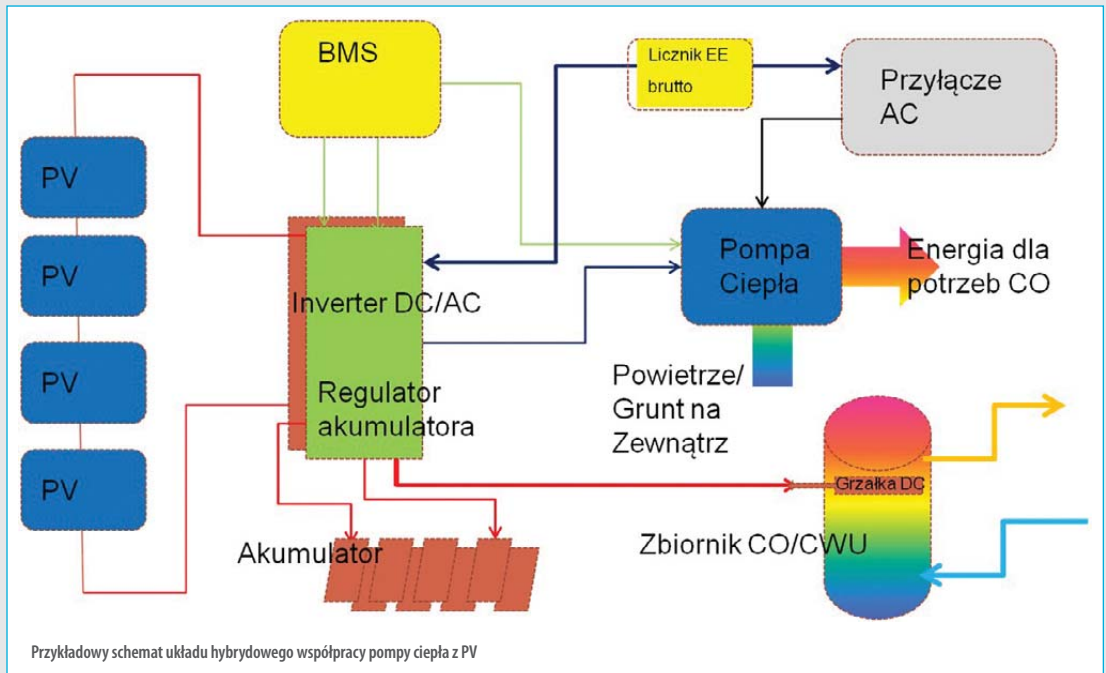 BMS
Licznik EE
brutto
Przyłącze
AC
PV
PV
PV
PV
Inverter DC/AC
Regulator
akumulatora
Pompa
Ciepła
Energia dla
potrzeb CO
Powietrze/
Grunt na
Zewnątrz
Grzałka DC
Zbiornik CO/CWU
Akumulator
Przykładowy schemat układu hybrydowego współpracy pompy ciepła z PV